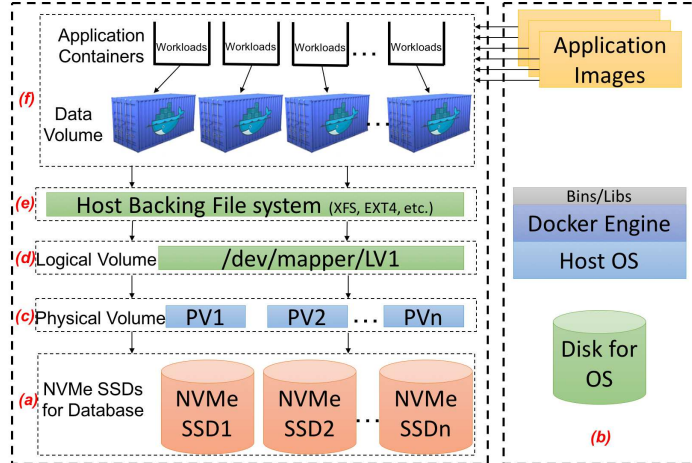 Application
Containers
Workloads
Workloads
Workloads
...
Workloads
Application
Images
(f)
Data
Volume
...
(e)
Host Backing File system (XFS, EXT4, etc.)
(d)
Logical Volume
/dev/mapper/LV1
(c)
Physical Volume
PV1
PV2
...
PVn
(a)
NVMe SSDs
for Database
NVMe
SSD1
NVMe
SSD2
...
NVMe
SSDn
Bins/Libs
Docker Engine
Host OS
Disk for
OS
(b)